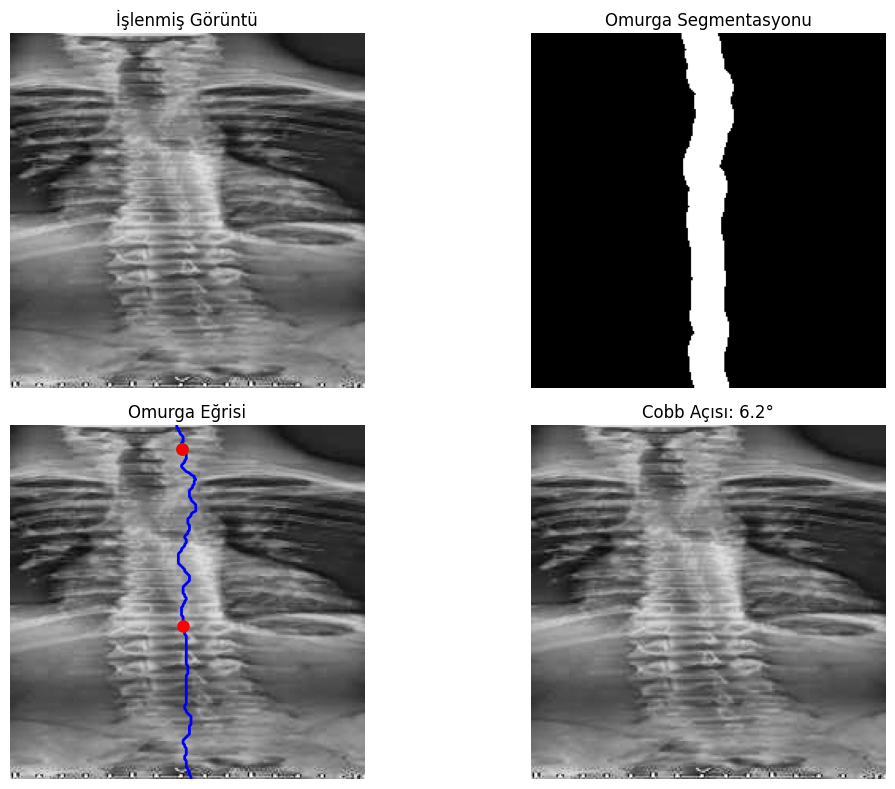 İşlenmiş Görüntü
Omurga Segmentasyonu
Omurga Eğrisi
Cobb Açısı: 6.2°